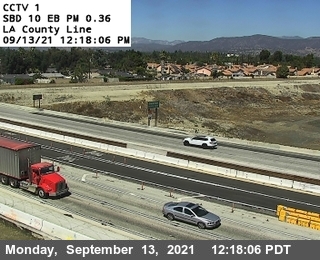 CCTV 1
SBD 10 EB PM 0.36
LA County Line
09/13/21 12:18:06 PM
Monday, September 13, 2021 12:18:06 PDT